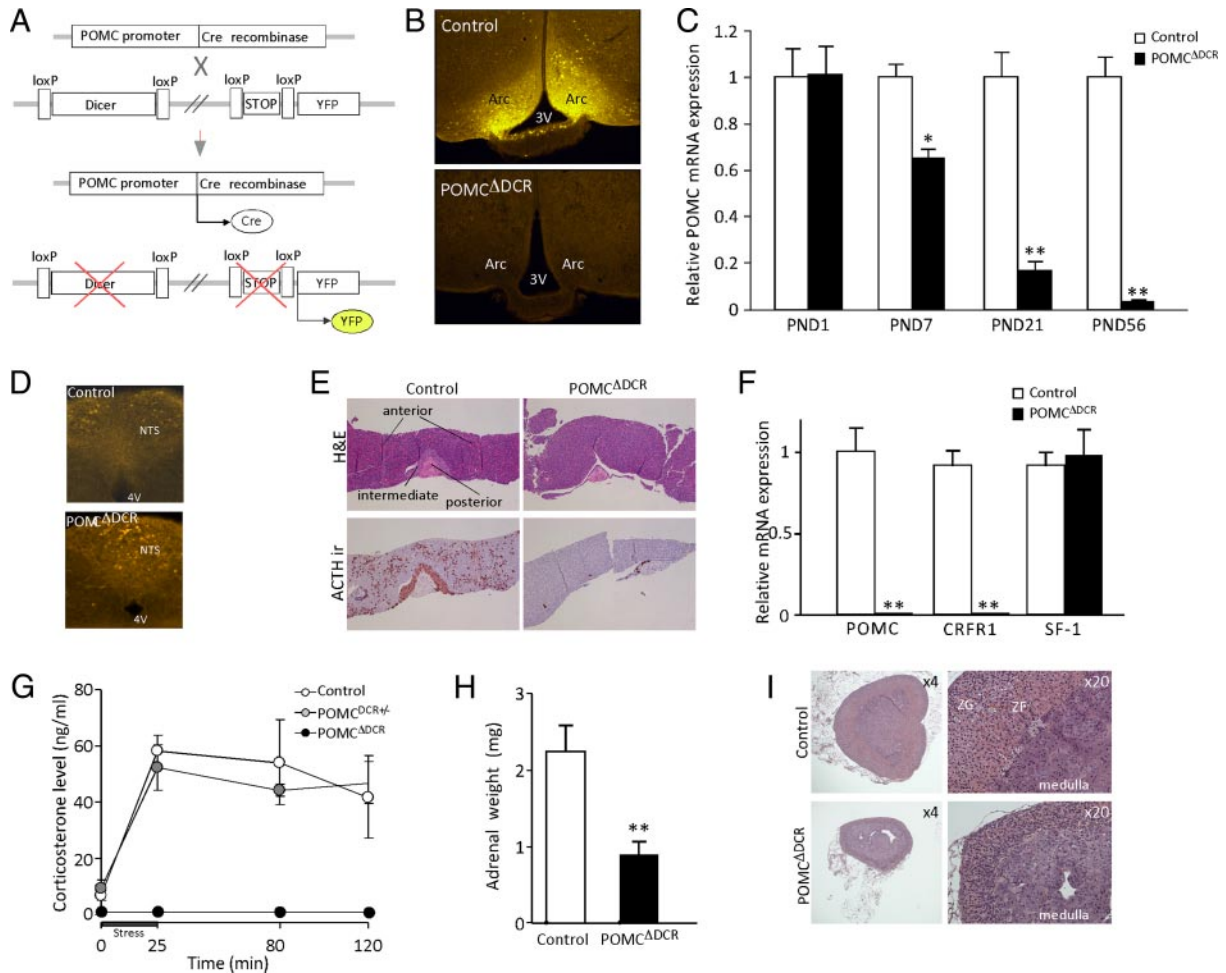 A
POMC promoter
Cre recombinase
loxP
loxP
loxP
loxP
Dicer
STOP
YFP
POMC promoter
Cre recombinase
Cre
loxP
loxP
loxP
loxP
Dicer
STOP
YFP
YFP
B
Control
Arc
Arc
3V
POMCΔDCR
Arc
Arc
3V
C
Control
POMCΔDCR
Relative POMC mRNA expression
1.2
1
0.8
0.6
0.4
0.2
0
*
**
**
PND1
PND7
PND21
PND56
D
Control
NTS
4V
POMCΔDCR
NTS
4V
E
Control
POMCΔDCR
H&E
anterior
intermediate
posterior
ACTH ir
F
Control
POMCΔDCR
Relative mRNA expression
1
0.5
0
**
**
POMC
CRFR1
SF-1
G
Control
POMCDCR+/-
POMCΔDCR
Corticosterone level (ng/ml)
80
60
40
20
0
Stress
0
25
80
120
Time (min)
H
Adrenal weight (mg)
3
2
1
0
**
Control
POMCΔDCR
I
Control
x4
x20
ZG
ZF
medulla
POMCΔDCR
x4
x20
medulla